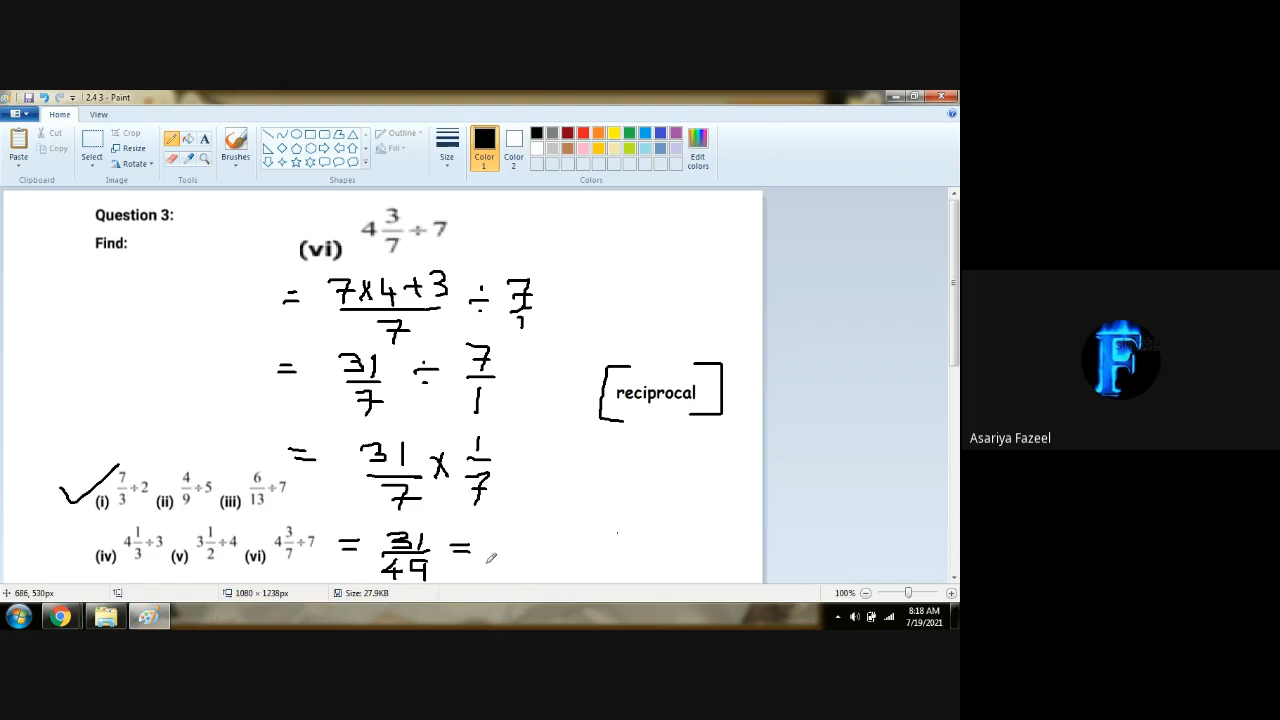 2.4 3 - Paint
Home View
Paste Cut Copy Select Crop Resize Rotate A Brushes Outline Fill Size Color 1 Color 2 Edit colors
Clipboard Image Tools Shapes Colors
Question 3:
Find:
(vi) 4 3/7 ÷ 7
= 7×4+3/7 ÷ 7/1
= 31/7 ÷ 7/1
[reciprocal]
= 31/7 × 1/7
(i) 7/3 ÷ 2 (ii) 4/9 ÷ 5 (iii) 6/13 ÷ 7
(iv) 4 1/3 ÷ 3 (v) 3 1/2 ÷ 4 (vi) 4 3/7 ÷ 7
= 31/49 =
686, 530px 1080 × 1238px Size: 27.9KB 100%
8:18 AM
7/19/2021
F
Asariya Fazeel